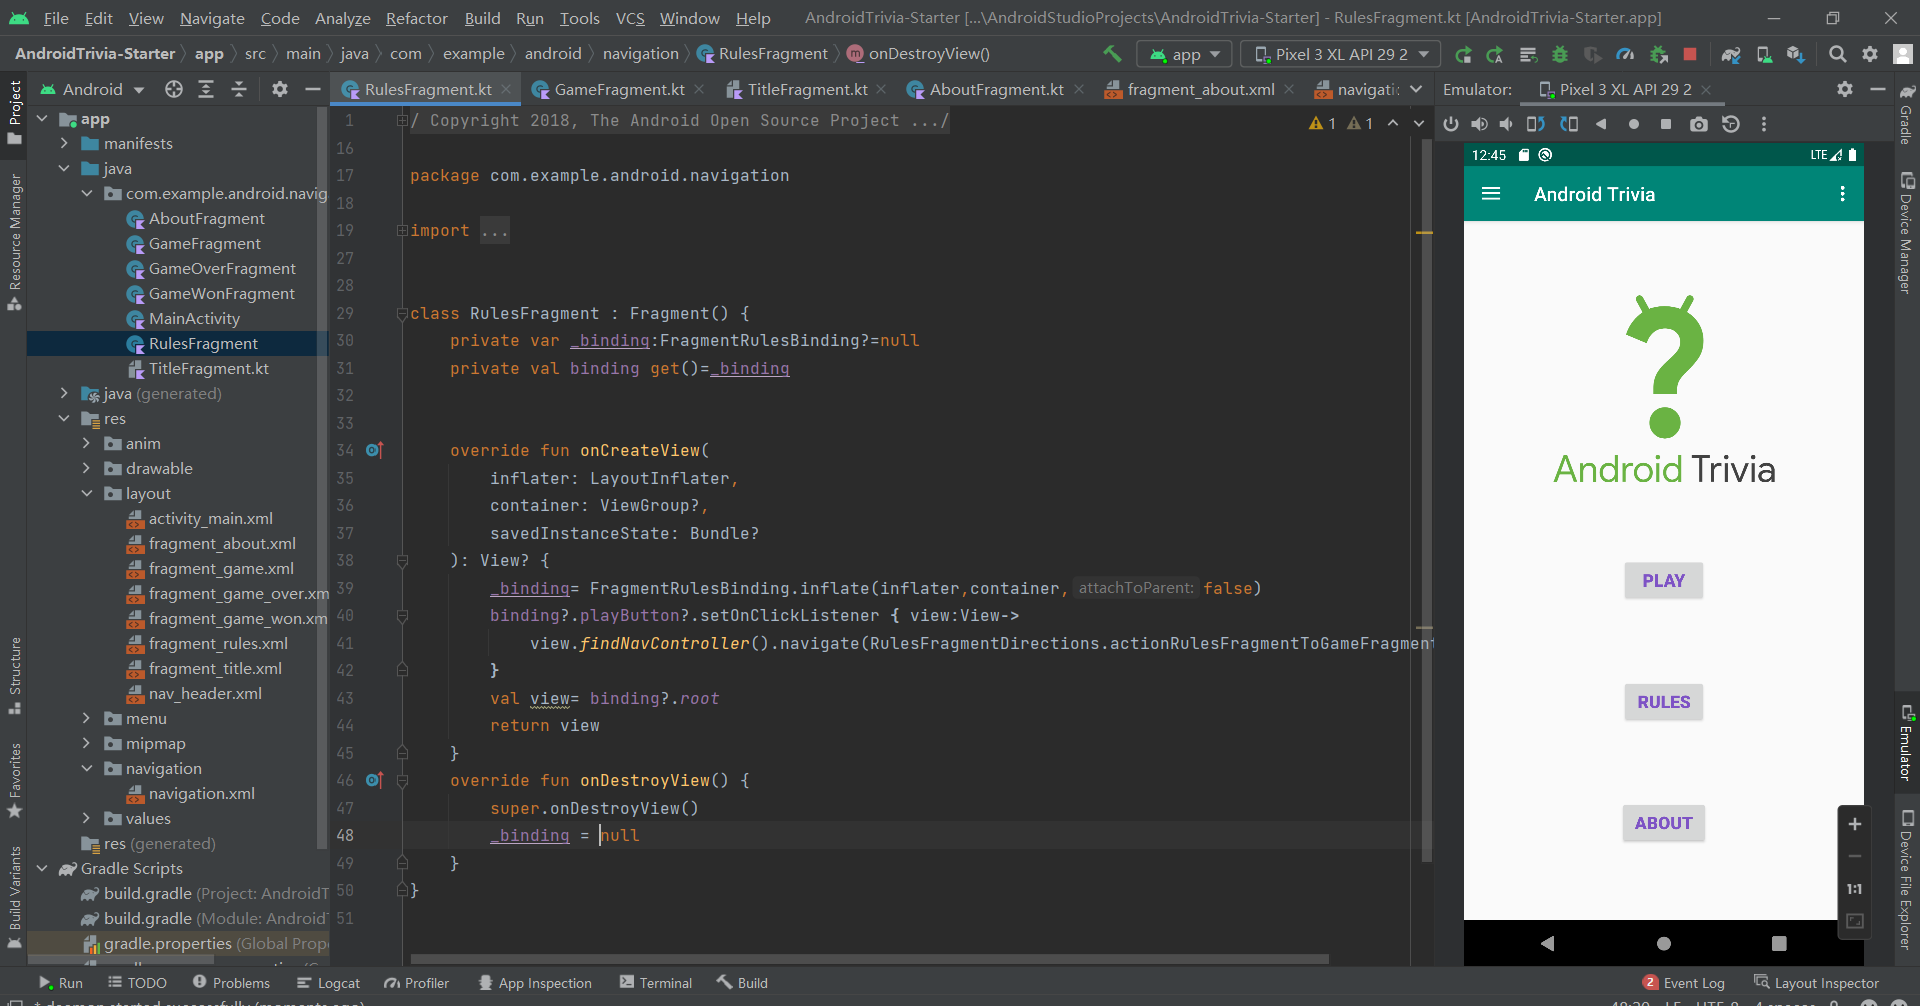 File Edit View Navigate Code Analyze Refactor Build Run Tools VCS Window Help AndroidTrivia-Starter [...\AndroidStudioProjects\AndroidTrivia-Starter] - RulesFragment.kt [AndroidTrivia-Starter.app]
AndroidTrivia-Starter app src main java com example android navigation RulesFragment onDestroyView() app Pixel 3 XL API 29 2
Android RulesFragment.kt GameFragment.kt TitleFragment.kt AboutFragment.kt fragment_about.xml Emulator: Pixel 3 XL API 29 2
Project
Resource Manager
Structure
Favorites
Build Variants
app
manifests
java
com.example.android.navig
AboutFragment
GameFragment
GameOverFragment
GameWonFragment
MainActivity
RulesFragment
TitleFragment.kt
java (generated)
res
anim
drawable
layout
activity_main.xml
fragment_about.xml
fragment_game.xml
fragment_game_over.xm
fragment_game_won.xm
fragment_rules.xml
fragment_title.xml
nav_header.xml
menu
mipmap
navigation
navigation.xml
values
res (generated)
Gradle Scripts
build.gradle (Project: AndroidT
build.gradle (Module: Android
gradle.properties (Global Prop
1 / Copyright 2018, The Android Open Source Project .../ 1 1
16
17 package com.example.android.navigation
18
19 import ...
27
28
29 class RulesFragment : Fragment() {
30 private var _binding:FragmentRulesBinding?=null
31 private val binding get()=_binding
32
33
34 override fun onCreateView(
35 inflater: LayoutInflater,
36 container: ViewGroup?,
37 savedInstanceState: Bundle?
38 ): View? {
39 _binding= FragmentRulesBinding.inflate(inflater,container, attachToParent: false)
40 binding?.playButton?.setOnClickListener { view:View->
41 view.findNavController().navigate(RulesFragmentDirections.actionRulesFragmentToGameFragment
42 }
43 val view= binding?.root
44 return view
45 }
46 override fun onDestroyView() {
47 super.onDestroyView()
48 _binding = null
49 }
50 }
51
12:45 LTE
Android Trivia
Android Trivia
PLAY
RULES
ABOUT
1:1
Gradle
Device Manager
Emulator
Device File Explorer
Run TODO Problems Logcat Profiler App Inspection Terminal Build 2 Event Log Layout Inspector